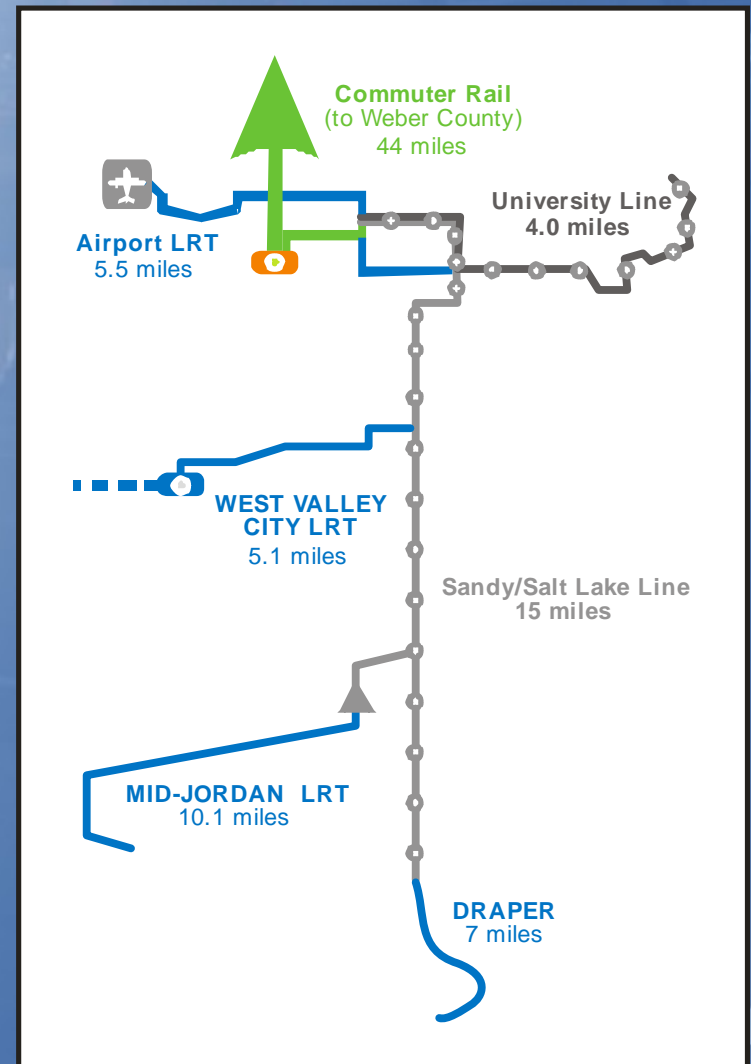 Commuter Rail
(to Weber County)
44 miles
University Line
4.0 miles
Airport LRT
5.5 miles
WEST VALLEY
CITY LRT
5.1 miles
Sandy/Salt Lake Line
15 miles
MID-JORDAN LRT
10.1 miles
DRAPER
7 miles